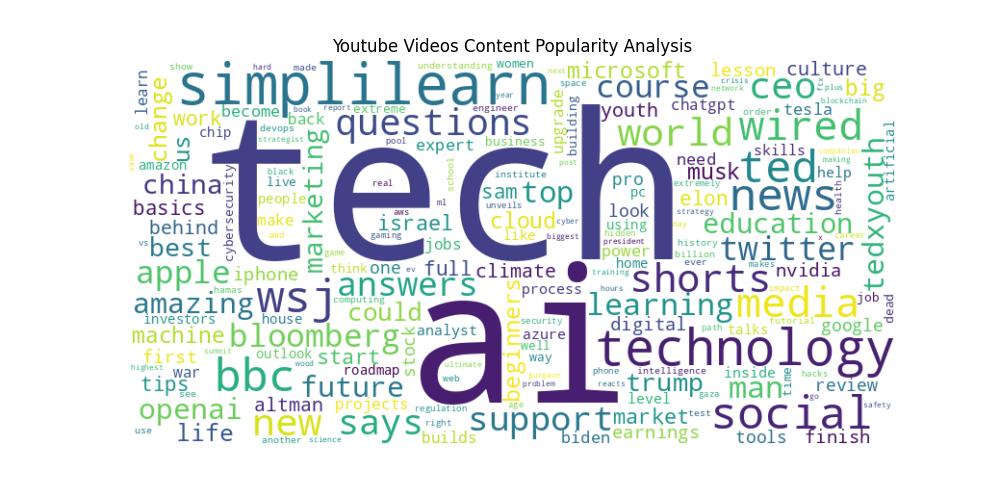 Youtube Videos Content Popularity Analysis
show hard made understanding women next microsoft lesson culture
learn simplilearn year extreme space course crisis network ceo ftx plus big
change work become book report engineer upgrade building youth chatgpt order tesla blockchain
old us chip devops back questions expert business world wired artificial
save amazon strategist pool post need skills companies making
china cybersecurity black live marketing tech real institute school sam top pro pc musk extremely ted help tedxyouth
basics people aws ml unveils cloud cyber look elon strategy news health
behind make and israel gaming like biggest using hidden president may education career
vs best game jobs power history billion twitter x
apple iphone hamas think one ev full climate home ever shorts makes nvidia
amazing wsj computing answers process training hours learning impact media job dead
investors house could beginners security digital path talks tutorial google
machine bloomberg stock analyst azure well technology
first summit outlook start ai way phone reacts intelligence inside time hacks
highest war wood roadmap ultimate web gurgaon problem gaza trump man go review
tips see bbc future level safety
openai altman projects regulation age support market test social
use life new says right builds biden earnings tools finish
another science